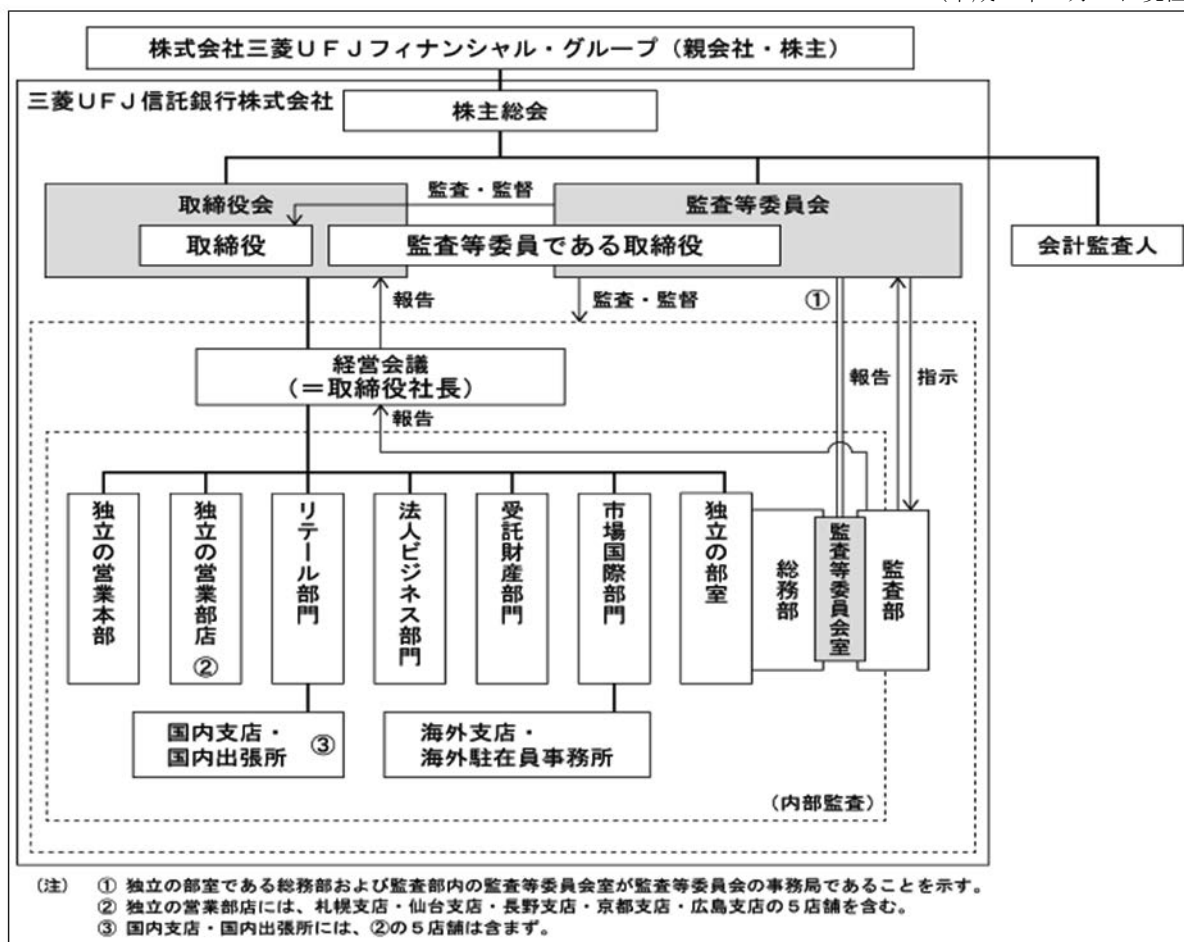 株式会社三菱ＵＦＪフィナンシャル・グループ（親会社・株主）
三菱ＵＦＪ信託銀行株式会社
株主総会
取締役会
監査・監督
監査等委員会
取締役
監査等委員である取締役
会計監査人
報告
監査・監督
①
経営会議
（＝取締役社長）
報告
報告
指示
独立の営業本部
独立の営業部店②
リテール部門
法人ビジネス部門
受託財産部門
市場国際部門
独立の部室
総務部
監査等委員会室
監査部
国内支店・
国内出張所
③
海外支店・
海外駐在員事務所
（内部監査）
（注） ① 独立の部室である総務部および監査部内の監査等委員会室が監査等委員会の事務局であることを示す。
② 独立の営業部店には、札幌支店・仙台支店・長野支店・京都支店・広島支店の５店舗を含む。
③ 国内支店・国内出張所には、②の５店舗は含まず。